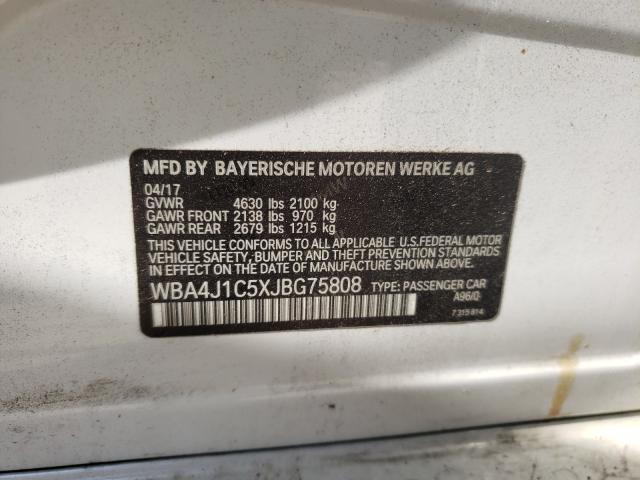 MFD BY BAYERISCHE MOTOREN WERKE AG
04/17
GVWR 4630 lbs 2100 kg
GAWR FRONT 2138 lbs 970 kg
GAWR REAR 2679 lbs 1215 kg
THIS VEHICLE CONFORMS TO ALL APPLICABLE U.S.FEDERAL MOTOR
VEHICLE SAFETY, BUMPER AND THEFT PREVENTION STANDARDS
IN EFFECT ON THE DATE OF MANUFACTURE SHOWN ABOVE.
WBA4J1C5XJBG75808 TYPE: PASSENGER CAR
A96/0
7315814